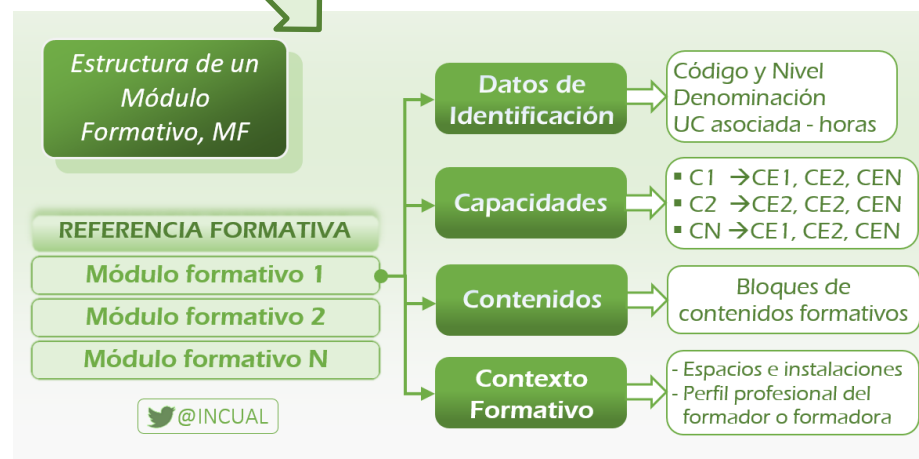 Estructura de un
Módulo
Formativo, MF
REFERENCIA FORMATIVA
Módulo formativo 1
Módulo formativo 2
Módulo formativo N
@INCUAL
Datos de
Identificación
Código y Nivel
Denominación
UC asociada - horas
Capacidades
▪ C1 →CE1, CE2, CEN
▪ C2 →CE2, CE2, CEN
▪ CN →CE1, CE2, CEN
Contenidos
Bloques de
contenidos formativos
Contexto
Formativo
- Espacios e instalaciones
- Perfil profesional del
formador o formadora